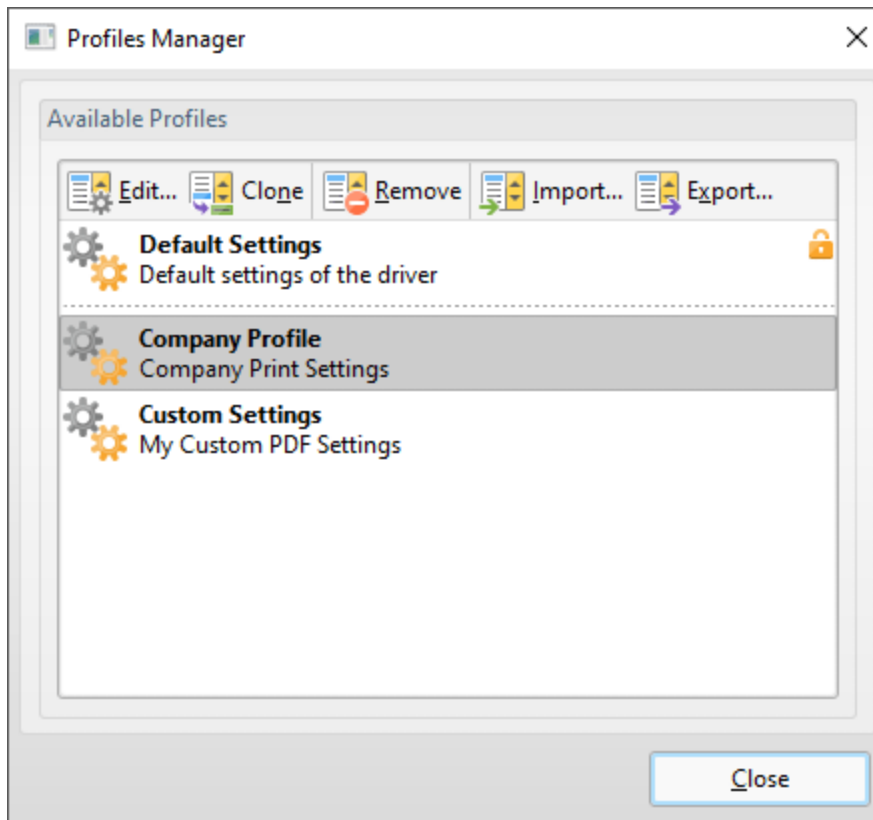 Profiles Manager
Available Profiles
Edit... Clone Remove Import... Export...
Default Settings
Default settings of the driver
Company Profile
Company Print Settings
Custom Settings
My Custom PDF Settings
Close